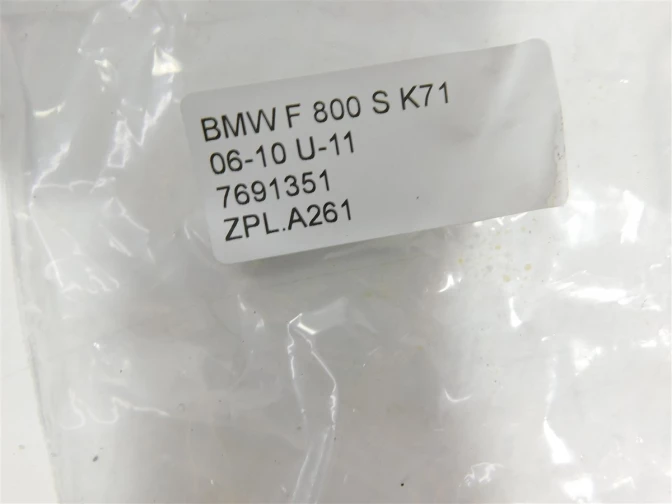 BMW F 800 S K71
06-10 U-11
7691351
ZPL.A261